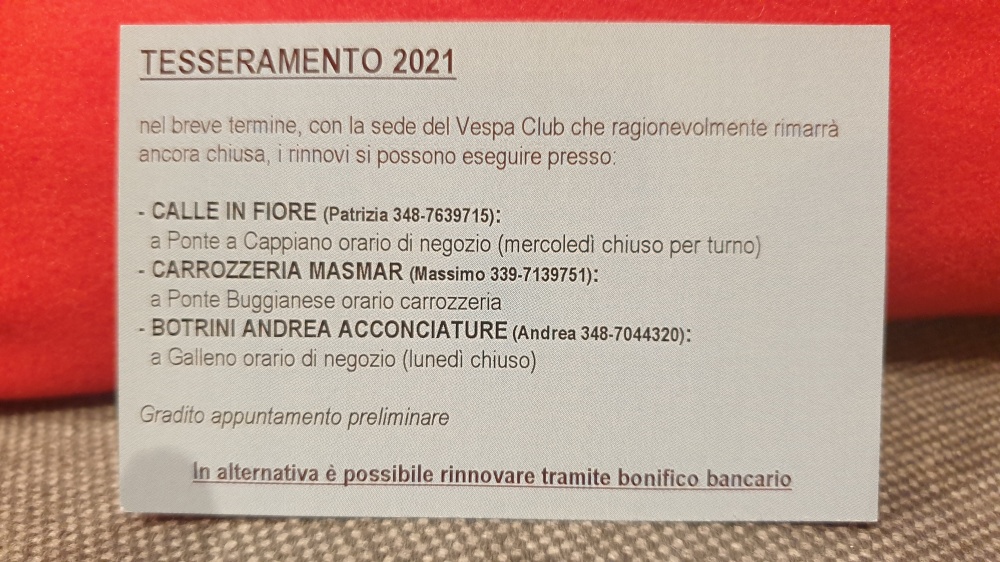 TESSERAMENTO 2021
nel breve termine, con la sede del Vespa Club che ragionevolmente rimarrà
ancora chiusa, i rinnovi si possono eseguire presso:
- CALLE IN FIORE (Patrizia 348-7639715):
a Ponte a Cappiano orario di negozio (mercoledì chiuso per turno)
- CARROZZERIA MASMAR (Massimo 339-7139751):
a Ponte Buggianese orario carrozzeria
- BOTRINI ANDREA ACCONCIATURE (Andrea 348-7044320):
a Galleno orario di negozio (lunedì chiuso)
Gradito appuntamento preliminare
In alternativa è possibile rinnovare tramite bonifico bancario